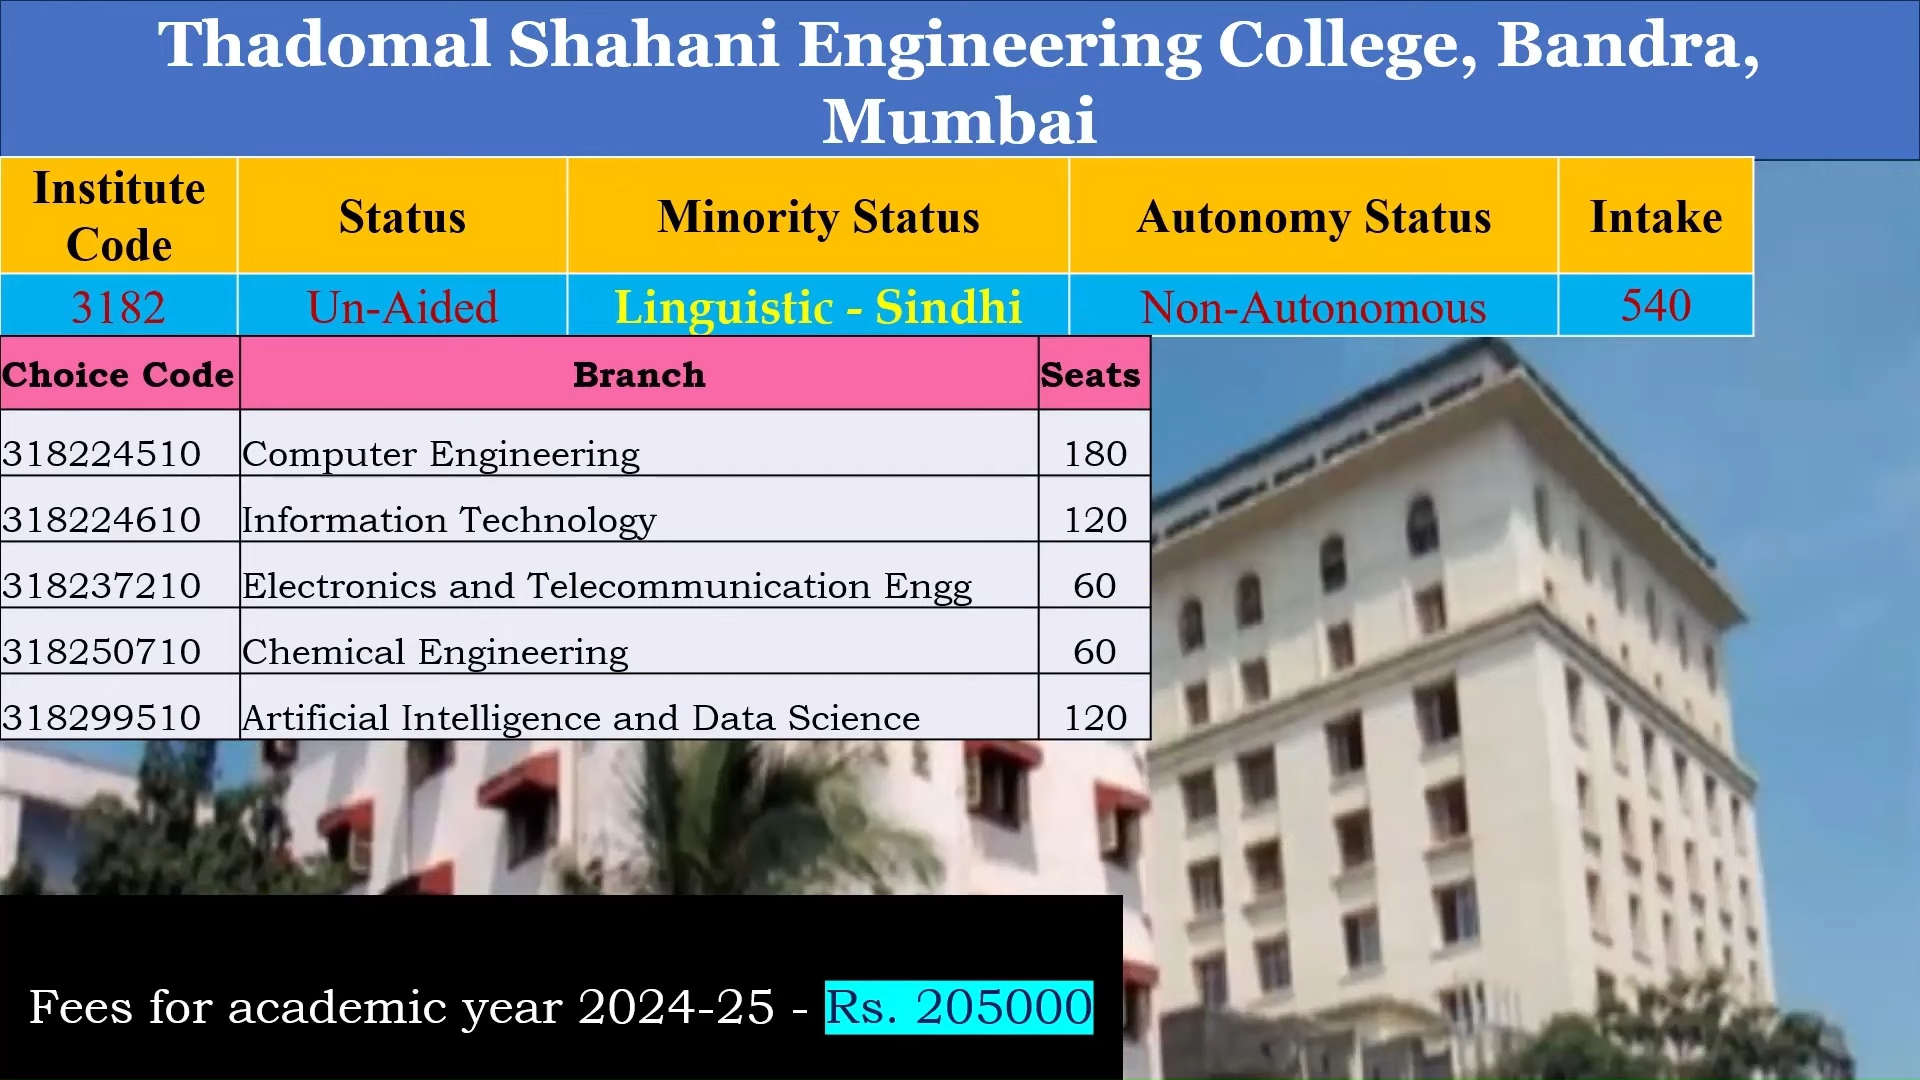 Thadomal Shahani Engineering College, Bandra,
Mumbai
Institute Code Status Minority Status Autonomy Status Intake
3182 Un-Aided Linguistic - Sindhi Non-Autonomous 540
Choice Code Branch Seats
318224510 Computer Engineering 180
318224610 Information Technology 120
318237210 Electronics and Telecommunication Engg 60
318250710 Chemical Engineering 60
318299510 Artificial Intelligence and Data Science 120
Fees for academic year 2024-25 - Rs. 205000